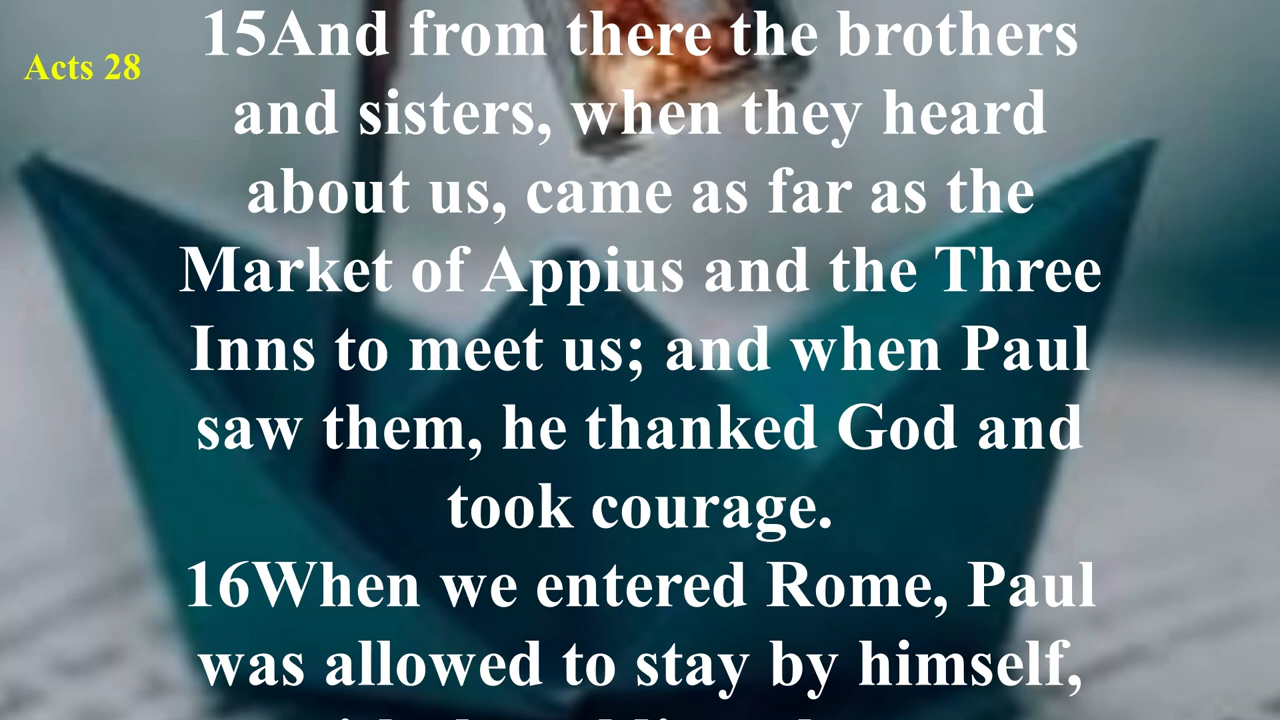 Acts 28
15And from there the brothers
and sisters, when they heard
about us, came as far as the
Market of Appius and the Three
Inns to meet us; and when Paul
saw them, he thanked God and
took courage.
16When we entered Rome, Paul
was allowed to stay by himself,